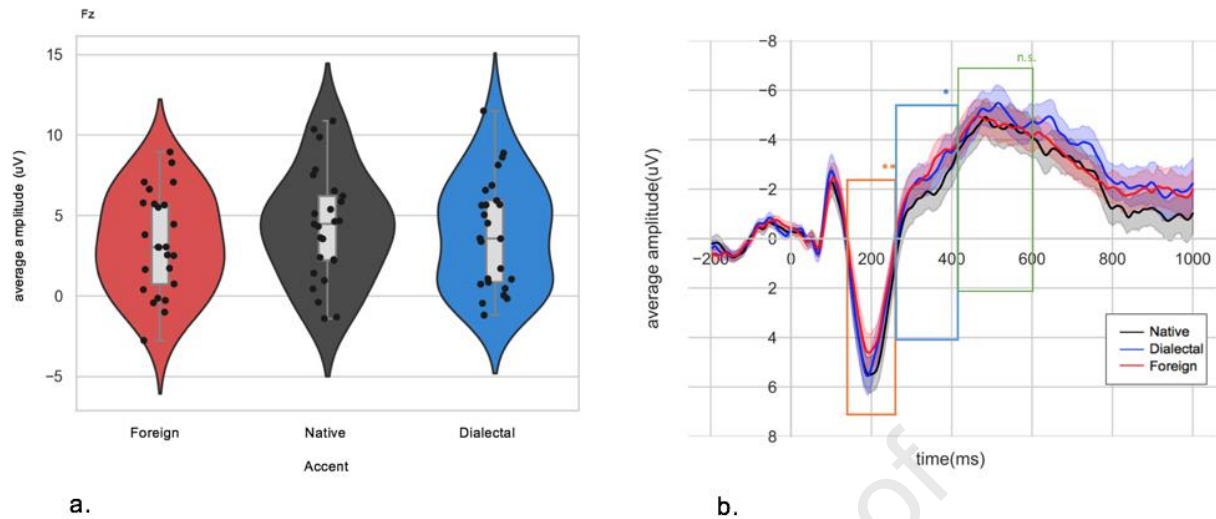 Fz
15
10
5
0
−5
average amplitude (uV)
Foreign
Native
Dialectal
Accent
a.
−8
−6
−4
−2
0
2
4
6
8
average amplitude(uV)
−200
0
200
400
600
800
1000
time(ms)
**
*
n.s.
Native
Dialectal
Foreign
b.
of